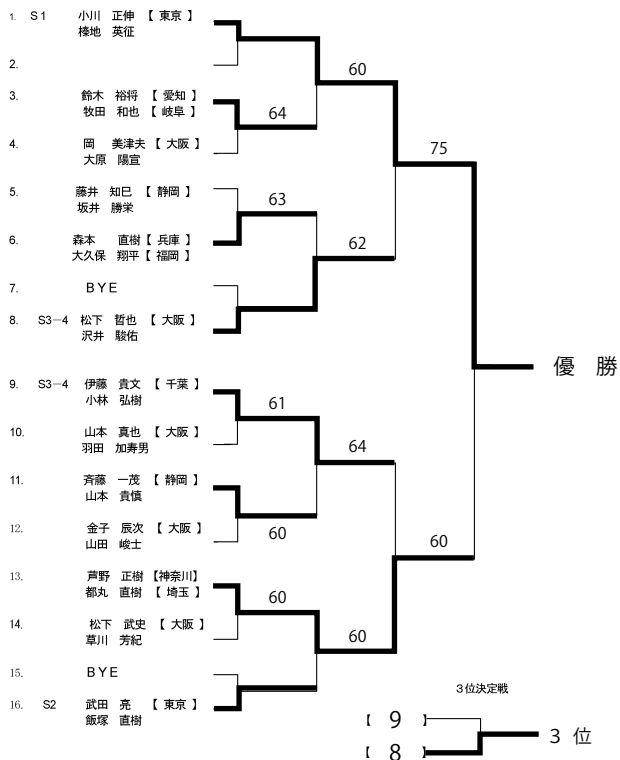 1. S1 小川 正伸 【 東京 】
榛地 英征
2.
60
3. 鈴木 裕将 【 愛知 】
牧田 和也 【 岐阜 】
64
4. 岡 美津夫 【 大阪 】
大原 陽宣
75
5. 藤井 知巳 【 静岡 】
坂井 勝栄
63
6. 森本 直樹 【 兵庫 】
大久保 翔平 【 福岡 】
62
7. BYE
8. S3−4 松下 哲也 【 大阪 】
沢井 駿佑
優 勝
9. S3−4 伊藤 貴文 【 千葉 】
小林 弘樹
61
10. 山本 真也 【 大阪 】
羽田 加寿男
64
11. 斉藤 一茂 【 静岡 】
山本 貴慎
12. 金子 辰次 【 大阪 】
山田 峻士
60
60
13. 芦野 正樹 【神奈川】
都丸 直樹 【 埼玉 】
60
14. 松下 武史 【 大阪 】
草川 芳紀
60
15. BYE
16. S2 武田 亮 【 東京 】
飯塚 直樹
3位決定戦
【 9 】
3 位
【 8 】